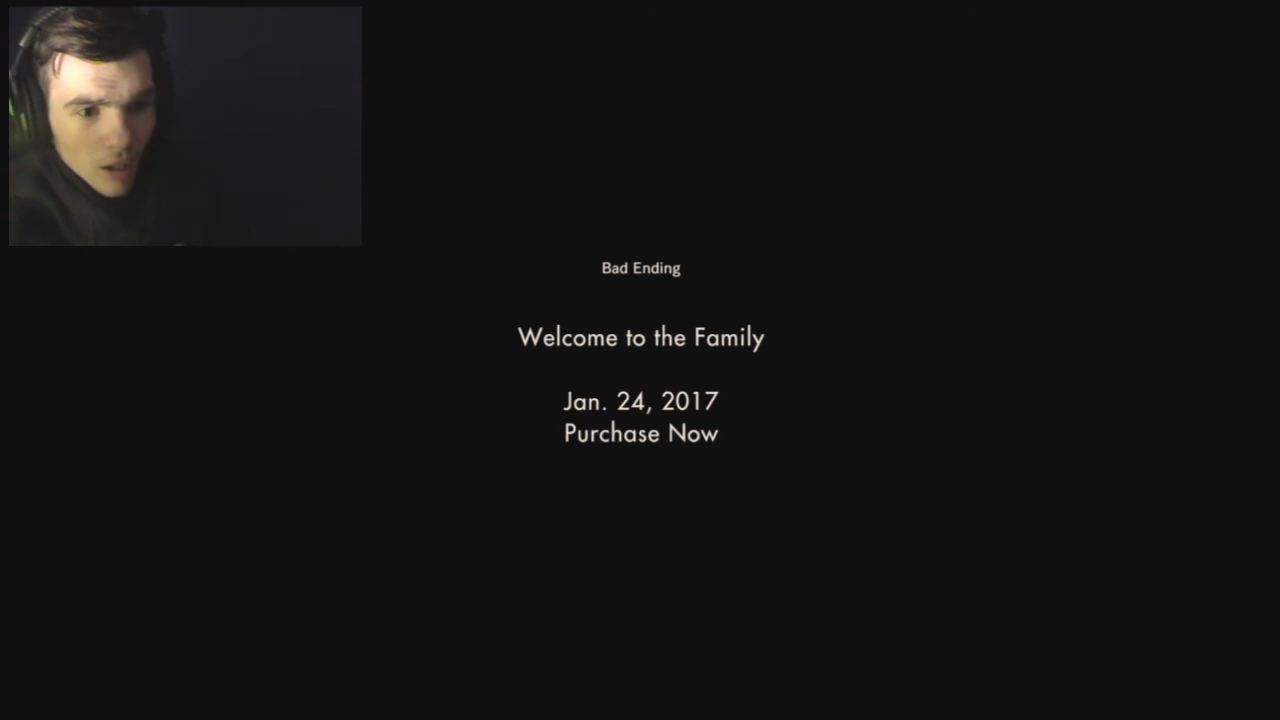 Bad Ending
Welcome to the Family
Jan. 24, 2017
Purchase Now